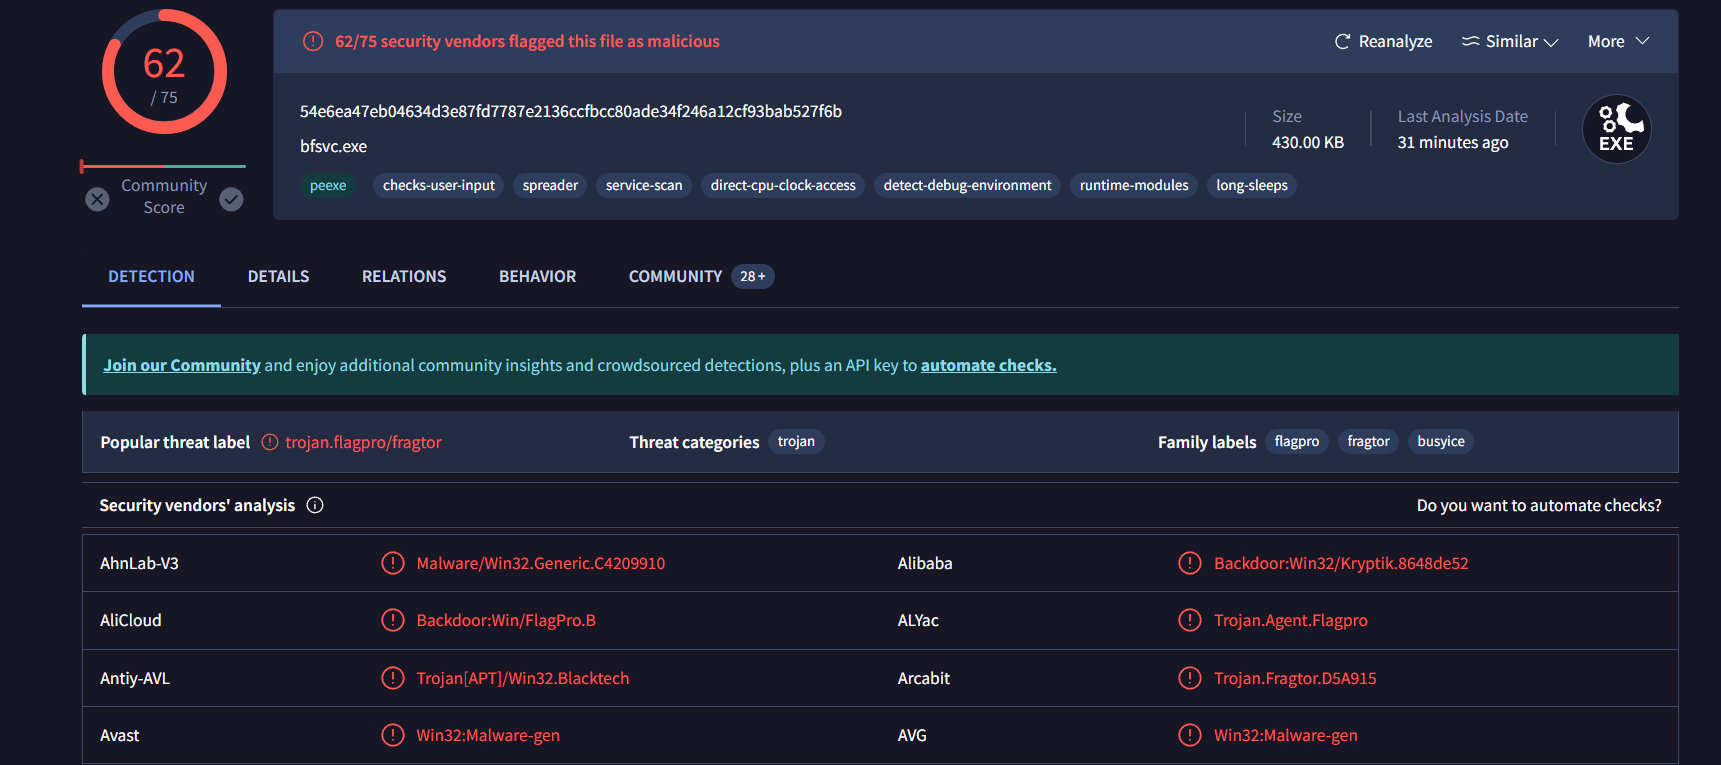 62
/ 75
Community
Score
62/75 security vendors flagged this file as malicious
Reanalyze
Similar
More
54e6ea47eb04634d3e87fd7787e2136ccfbcc80ade34f246a12cf93bab527f6b
bfsvc.exe
Size
430.00 KB
Last Analysis Date
31 minutes ago
EXE
peexe checks-user-input spreader service-scan direct-cpu-clock-access detect-debug-environment runtime-modules long-sleeps
DETECTION DETAILS RELATIONS BEHAVIOR COMMUNITY 28+
Join our Community and enjoy additional community insights and crowdsourced detections, plus an API key to automate checks.
Popular threat label trojan.flagpro/fragtor Threat categories trojan Family labels flagpro fragtor busyice
Security vendors' analysis Do you want to automate checks?
AhnLab-V3 Malware/Win32.Generic.C4209910 Alibaba Backdoor:Win32/Kryptik.8648de52
AliCloud Backdoor:Win/FlagPro.B ALYac Trojan.Agent.Flagpro
Antiy-AVL Trojan[APT]/Win32.Blacktech Arcabit Trojan.Fragtor.D5A915
Avast Win32:Malware-gen AVG Win32:Malware-gen